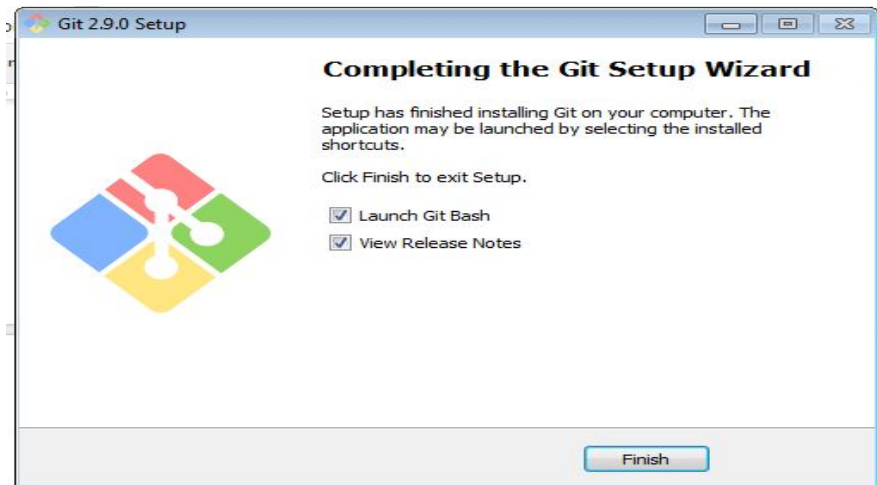 Git 2.9.0 Setup
Completing the Git Setup Wizard
Setup has finished installing Git on your computer. The
application may be launched by selecting the installed
shortcuts.
Click Finish to exit Setup.
Launch Git Bash
View Release Notes
Finish